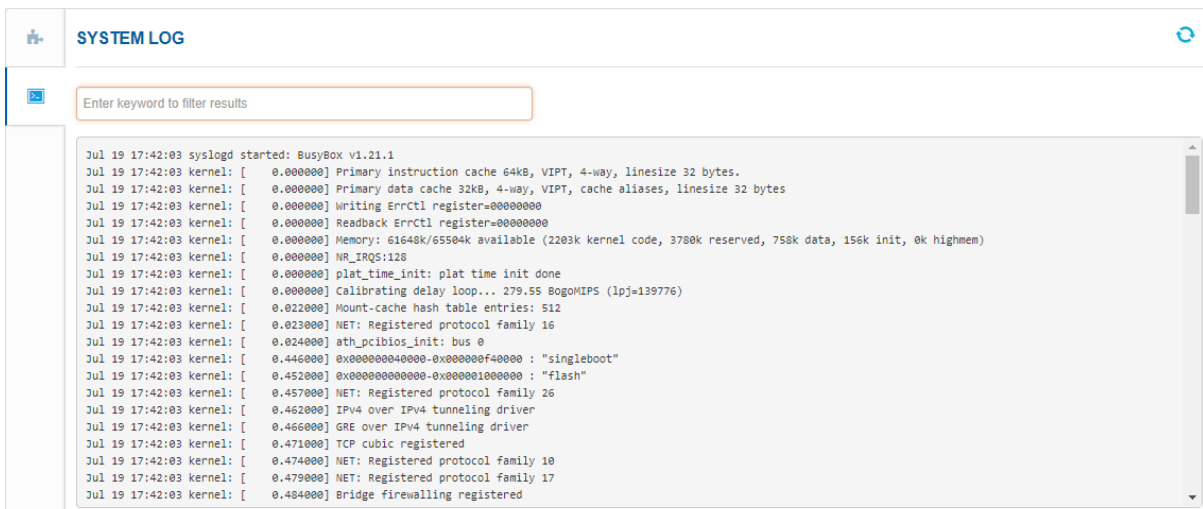 SYSTEM LOG
Enter keyword to filter results
Jul 19 17:42:03 syslogd started: BusyBox v1.21.1
Jul 19 17:42:03 kernel: [    0.000000] Primary instruction cache 64kB, VIPT, 4-way, linesize 32 bytes.
Jul 19 17:42:03 kernel: [    0.000000] Primary data cache 32kB, 4-way, VIPT, cache aliases, linesize 32 bytes
Jul 19 17:42:03 kernel: [    0.000000] Writing ErrCtl register=00000000
Jul 19 17:42:03 kernel: [    0.000000] Readback ErrCtl register=00000000
Jul 19 17:42:03 kernel: [    0.000000] Memory: 61648k/65504k available (2203k kernel code, 3780k reserved, 758k data, 156k init, 0k highmem)
Jul 19 17:42:03 kernel: [    0.000000] NR_IRQS:128
Jul 19 17:42:03 kernel: [    0.000000] plat_time_init: plat time init done
Jul 19 17:42:03 kernel: [    0.000000] Calibrating delay loop... 279.55 BogoMIPS (lpj=139776)
Jul 19 17:42:03 kernel: [    0.022000] Mount-cache hash table entries: 512
Jul 19 17:42:03 kernel: [    0.023000] NET: Registered protocol family 16
Jul 19 17:42:03 kernel: [    0.024000] ath_pcibios_init: bus 0
Jul 19 17:42:03 kernel: [    0.446000] 0x000000040000-0x000000f40000 : "singleboot"
Jul 19 17:42:03 kernel: [    0.452000] 0x000000000000-0x000001000000 : "flash"
Jul 19 17:42:03 kernel: [    0.457000] NET: Registered protocol family 26
Jul 19 17:42:03 kernel: [    0.462000] IPv4 over IPv4 tunneling driver
Jul 19 17:42:03 kernel: [    0.466000] GRE over IPv4 tunneling driver
Jul 19 17:42:03 kernel: [    0.471000] TCP cubic registered
Jul 19 17:42:03 kernel: [    0.474000] NET: Registered protocol family 10
Jul 19 17:42:03 kernel: [    0.479000] NET: Registered protocol family 17
Jul 19 17:42:03 kernel: [    0.484000] Bridge firewalling registered